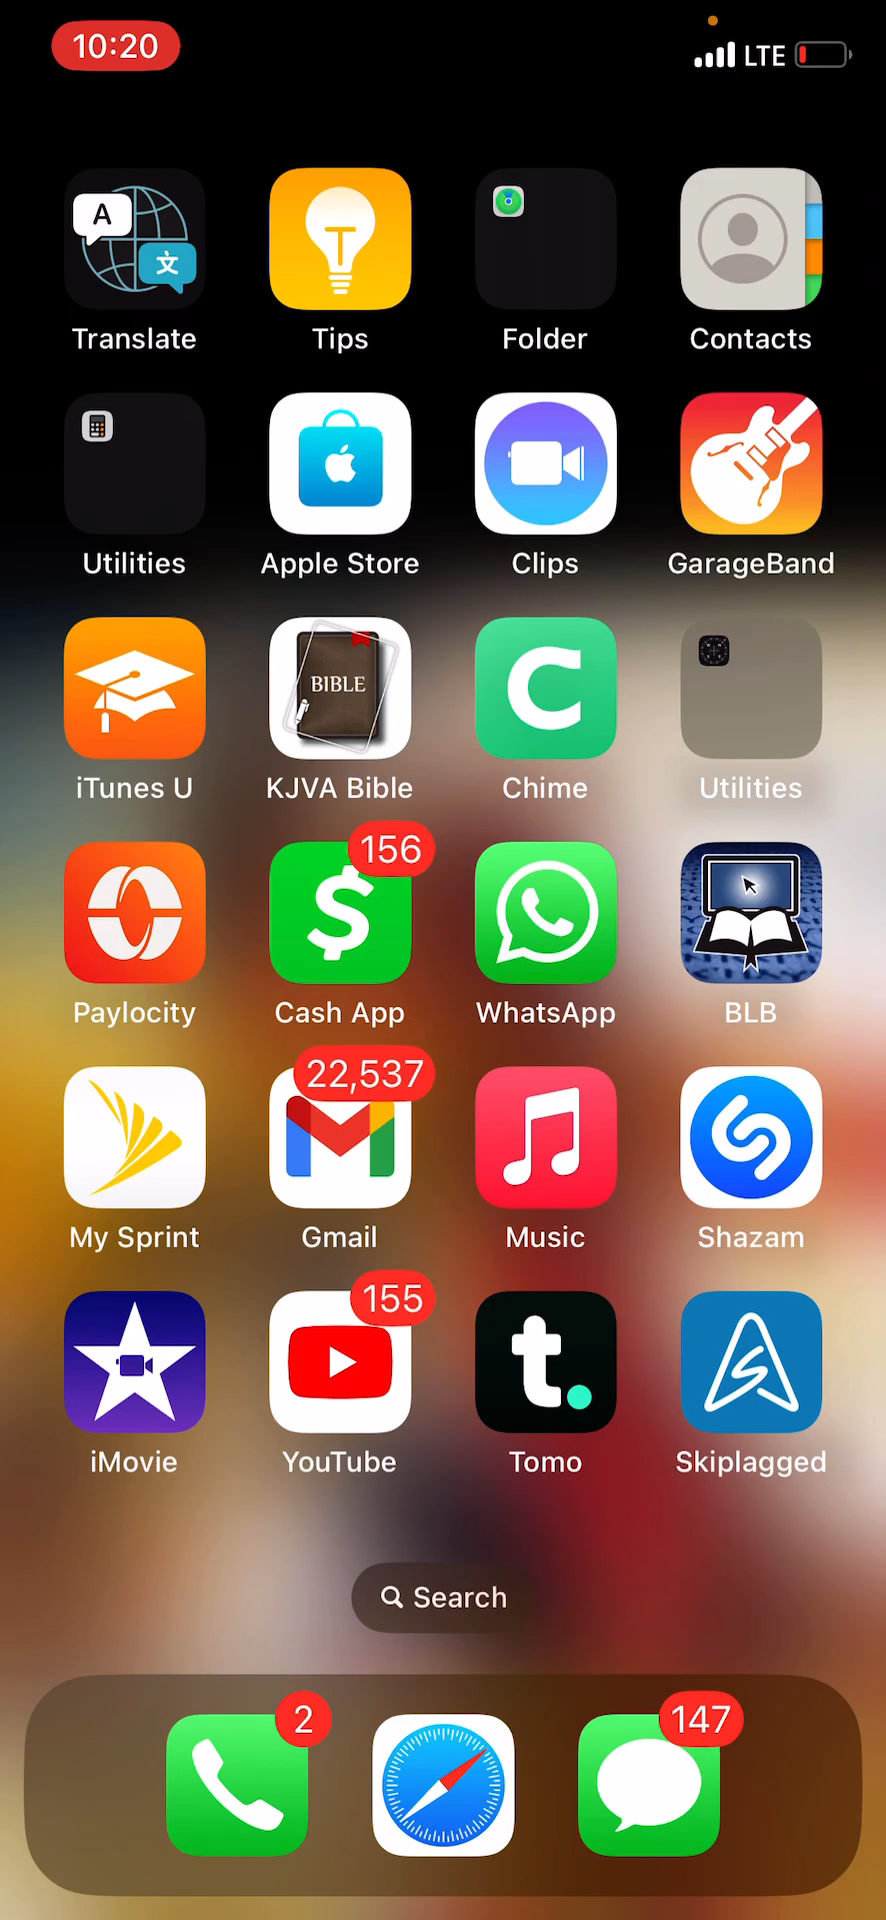 10:20 LTE
A 文
Translate Tips Folder Contacts
Utilities Apple Store Clips GarageBand
BIBLE C
iTunes U KJVA Bible Chime Utilities
156
$
Paylocity Cash App WhatsApp BLB
22,537
My Sprint Gmail Music Shazam
155
t.
iMovie YouTube Tomo Skiplagged
Search
2 147